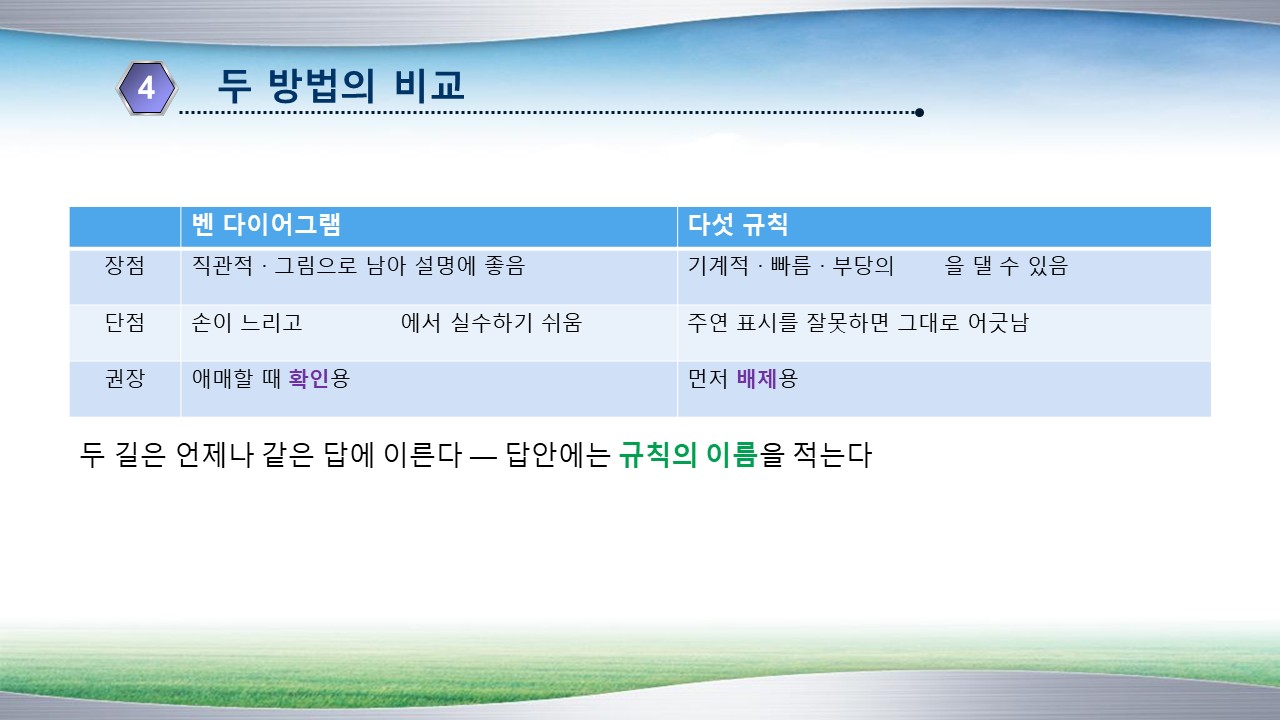 4 두 방법의 비교
벤 다이어그램 다섯 규칙
장점 직관적 · 그림으로 남아 설명에 좋음 기계적 · 빠름 · 부당의 을 댈 수 있음
단점 손이 느리고 에서 실수하기 쉬움 주연 표시를 잘못하면 그대로 어긋남
권장 애매할 때 확인용 먼저 배제용
두 길은 언제나 같은 답에 이른다 — 답안에는 규칙의 이름을 적는다